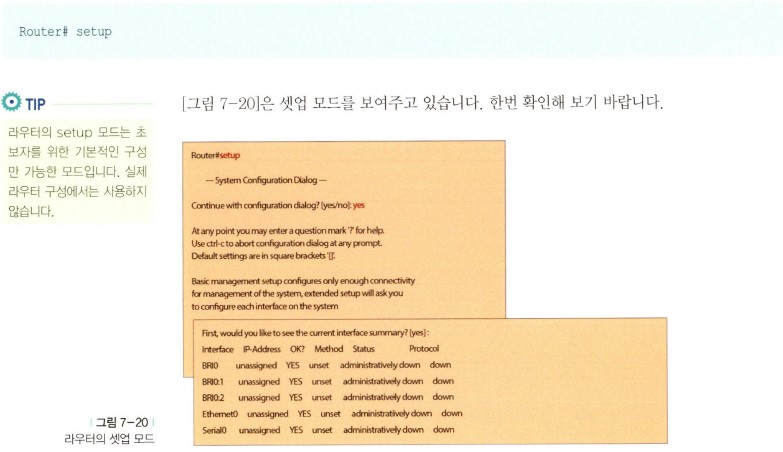 Router# setup
TIP
라우터의 setup 모드는 초
보자를 위한 기본적인 구성
만 가능한 모드입니다. 실제
라우터 구성에서는 사용하지
않습니다.
[그림 7-20]은 셋업 모드를 보여주고 있습니다. 한번 확인해 보기 바랍니다.
Router#setup
— System Configuration Dialog —
Continue with configuration dialog? [yes/no]: yes
At any point you may enter a question mark '?' for help.
Use ctrl-c to abort configuration dialog at any prompt.
Default settings are in square brackets '[]'.
Basic management setup configures only enough connectivity
for management of the system, extended setup will ask you
to configure each interface on the system
First, would you like to see the current interface summary? [yes] :
Interface IP-Address OK? Method Status Protocol
BRI0 unassigned YES unset administratively down down
BRI0:1 unassigned YES unset administratively down down
BRI0:2 unassigned YES unset administratively down down
Ethernet0 unassigned YES unset administratively down down
Serial0 unassigned YES unset administratively down down
| 그림 7-20 |
라우터의 셋업 모드